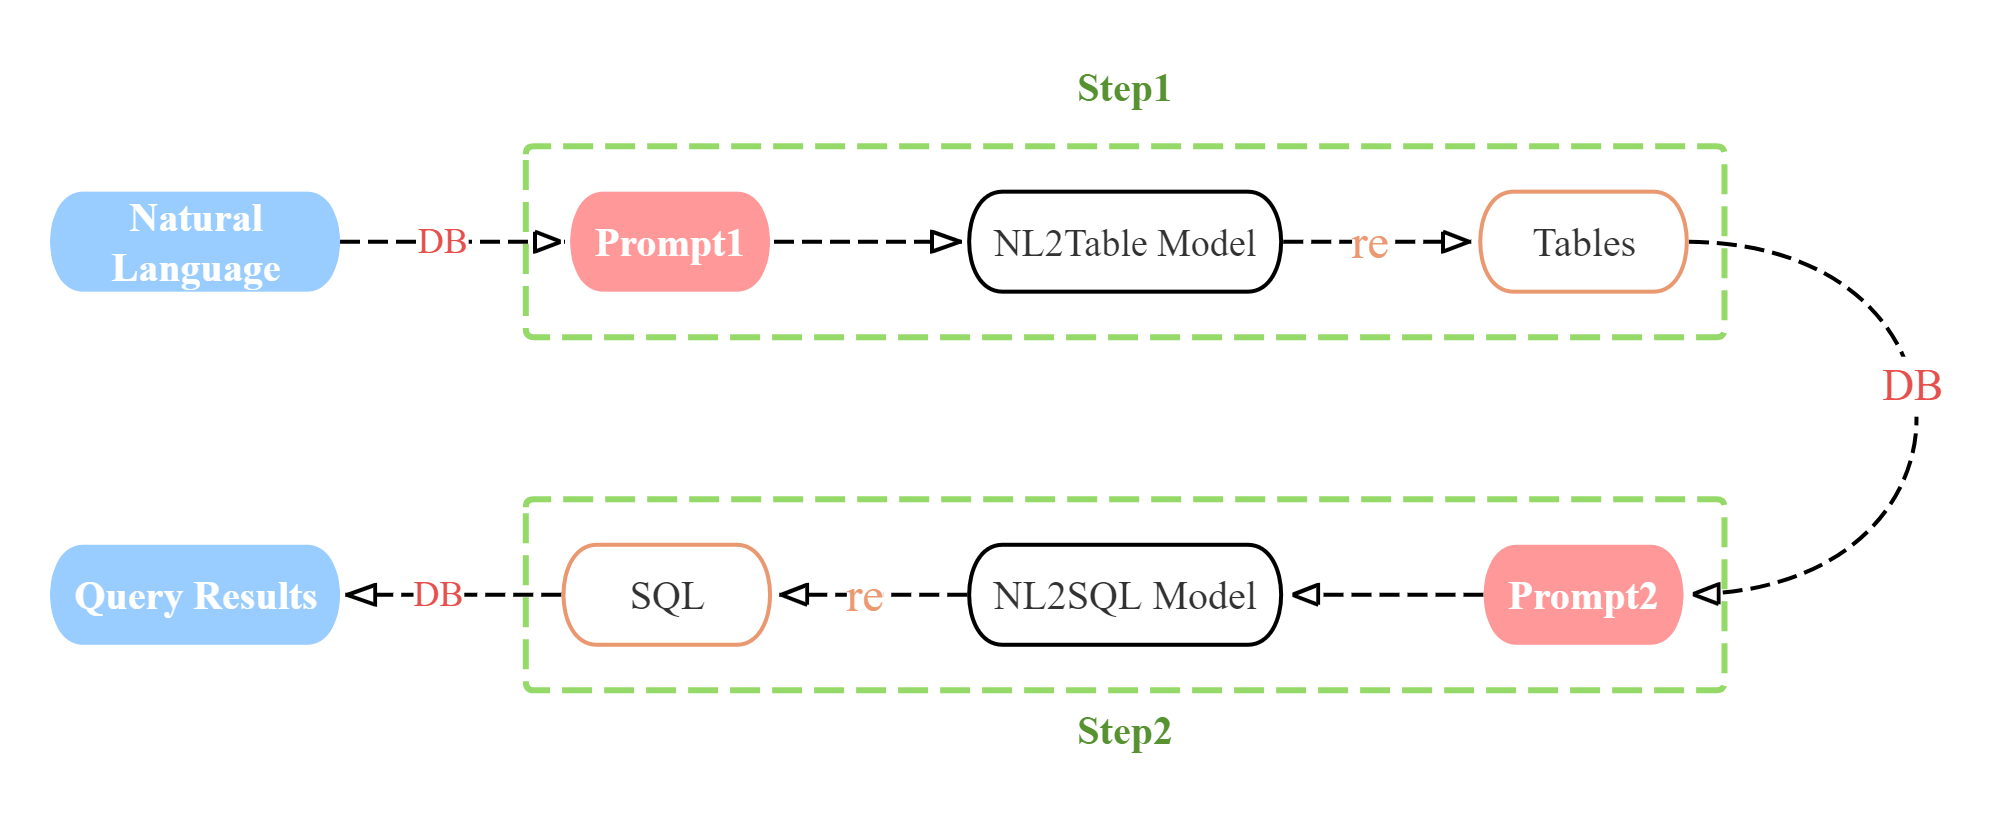 Step1
Natural
Language
DB
Prompt1
NL2Table Model
re
Tables
DB
Query Results
DB
SQL
re
NL2SQL Model
Prompt2
Step2